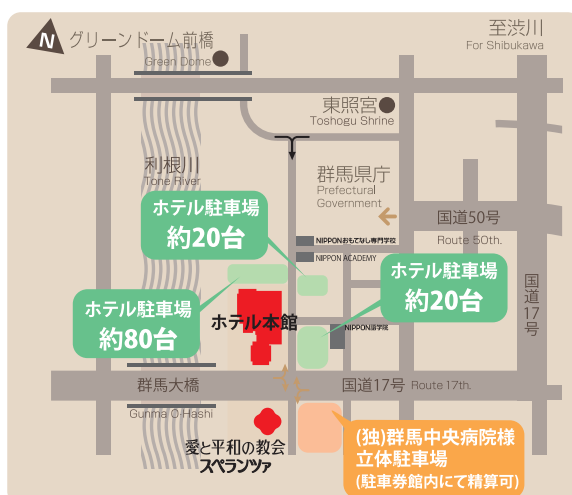 N
グリーンドーム前橋
Green Dome
至渋川
For Shibukawa
東照宮
Toshogu Shrine
利根川
Tone River
群馬県庁
Prefectural
Government
ホテル駐車場
約20台
国道50号
Route 50th.
NIPPONおもてなし専門学校
NIPPON ACADEMY
ホテル駐車場
約20台
ホテル駐車場
約80台
ホテル本館
NIPPON語学院
国道17号
群馬大橋
Gunma O-Hashi
国道17号 Route 17th.
愛と平和の教会
スペランツァ
(独)群馬中央病院様
立体駐車場
(駐車券館内にて精算可)